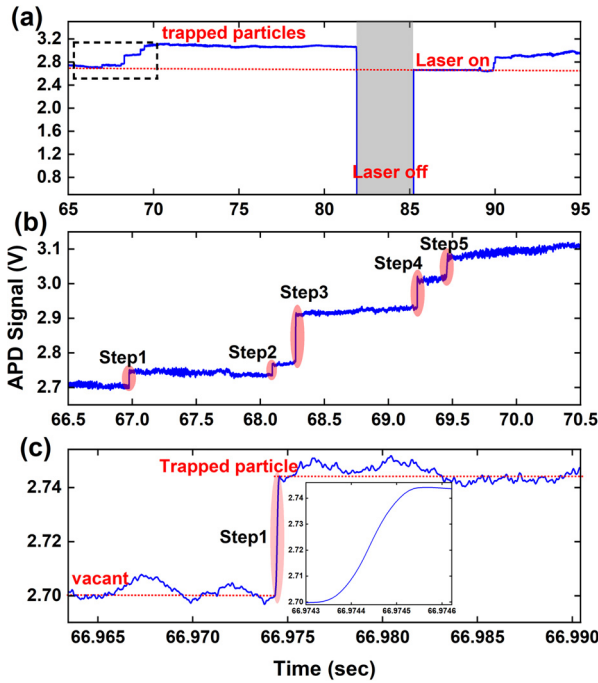 (a)
3.2
2.8
2.4
2.0
1.6
1.2
0.8
trapped particles
Laser on
Laser off
65 70 75 80 85 90 95
(b)
3.1
3.0
2.9
2.8
2.7
APD Signal (V)
Step1
Step2
Step3
Step4
Step5
66.5 67.0 67.5 68.0 68.5 69.0 69.5 70.0 70.5
(c)
2.74
2.72
2.70
Trapped particle
Step1
vacant
2.74
2.73
2.72
2.71
2.70
66.9743 66.9744 66.9745 66.9746
66.965 66.970 66.975 66.980 66.985 66.990
Time (sec)